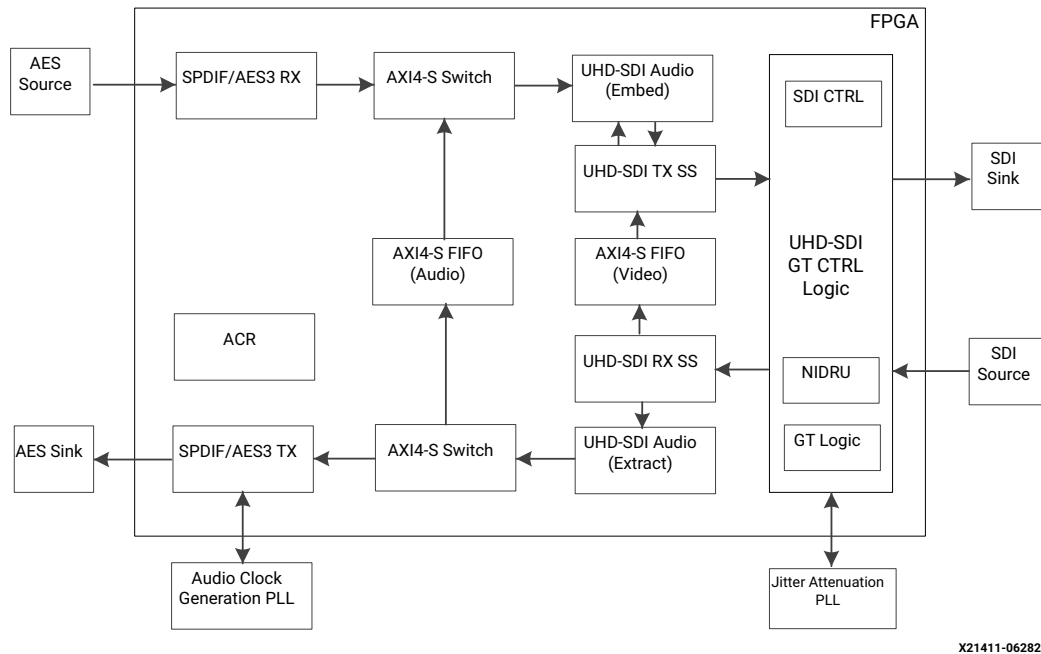 FPGA
AES
Source
SPDIF/AES3 RX
AXI4-S Switch
UHD-SDI Audio
(Embed)
SDI CTRL
UHD-SDI TX SS
SDI
Sink
AXI4-S FIFO
(Audio)
AXI4-S FIFO
(Video)
UHD-SDI
GT CTRL
Logic
ACR
UHD-SDI RX SS
NIDRU
SDI
Source
AES Sink
SPDIF/AES3 TX
AXI4-S Switch
UHD-SDI Audio
(Extract)
GT Logic
Audio Clock
Generation PLL
Jitter Attenuation
PLL
X21411-06282